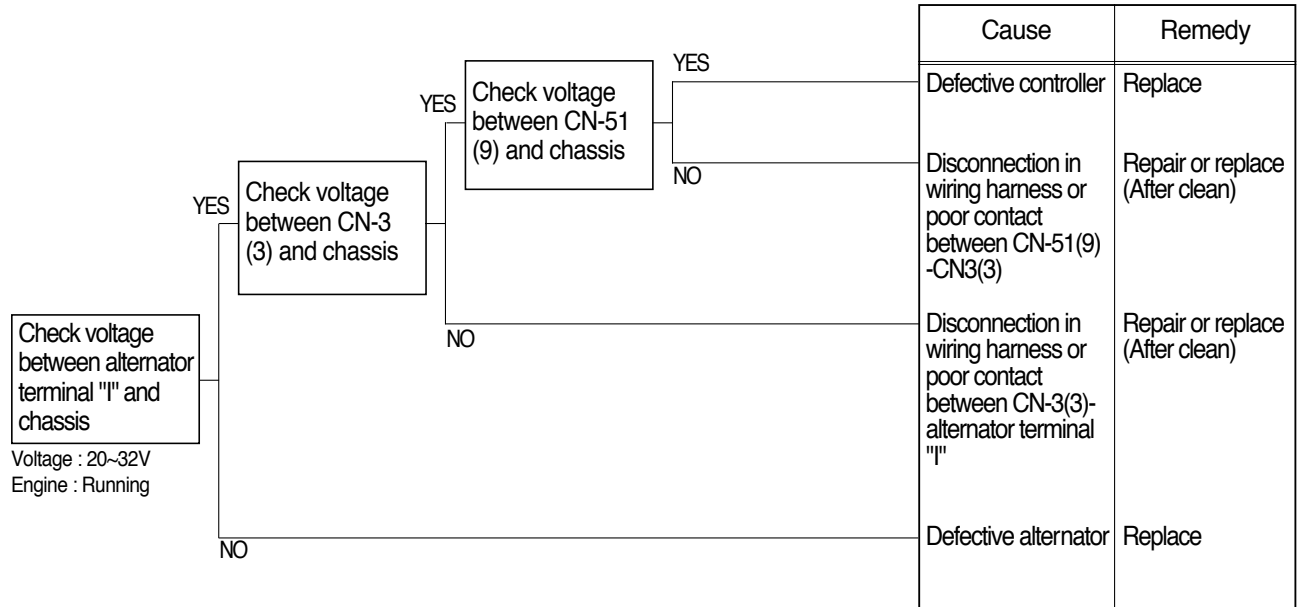 Cause
Remedy
YES
Defective controller
Replace
YES
Check voltage
between CN-51
(9) and chassis
NO
Disconnection in
wiring harness or
poor contact
between CN-51(9)
-CN3(3)
Repair or replace
(After clean)
YES
Check voltage
between CN-3
(3) and chassis
NO
Disconnection in
wiring harness or
poor contact
between CN-3(3)-
alternator terminal
"I"
Repair or replace
(After clean)
Check voltage
between alternator
terminal "I" and
chassis
Voltage : 20~32V
Engine : Running
NO
Defective alternator
Replace